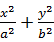 x²/a² + y²/b²